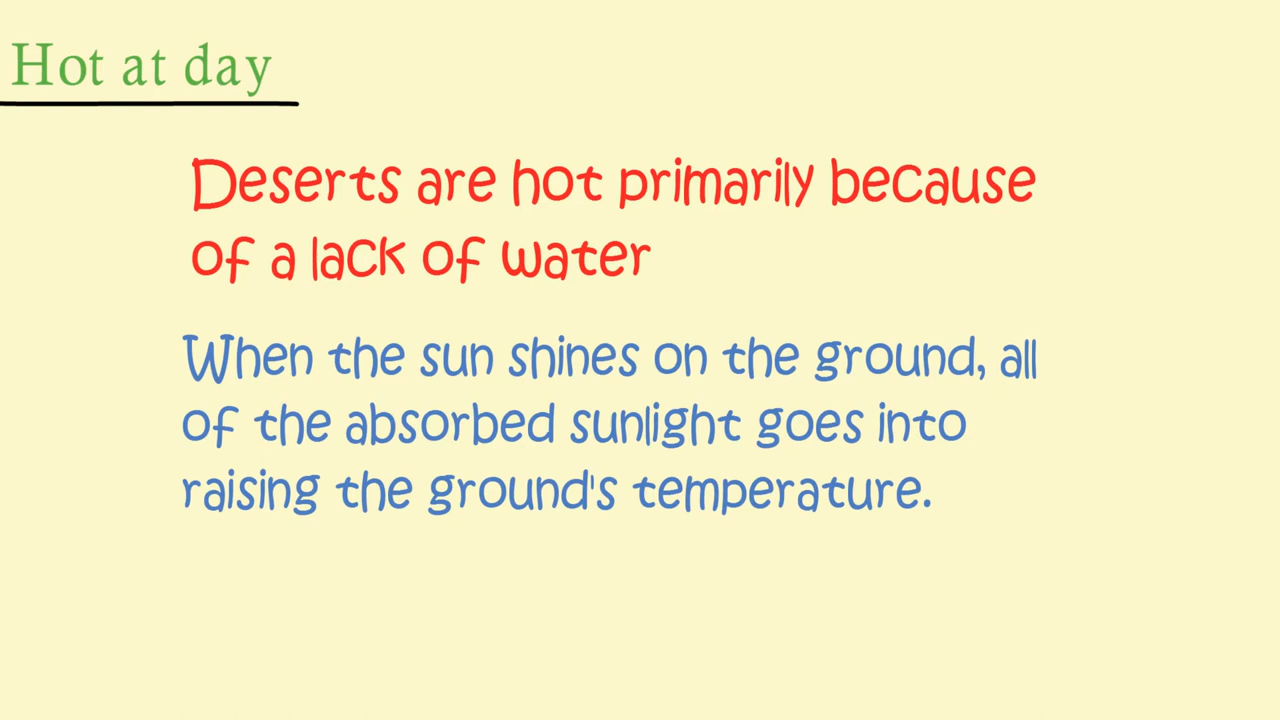 Hot at day
Deserts are hot primarily because
of a lack of water
When the sun shines on the ground, all
of the absorbed sunlight goes into
raising the ground's temperature.